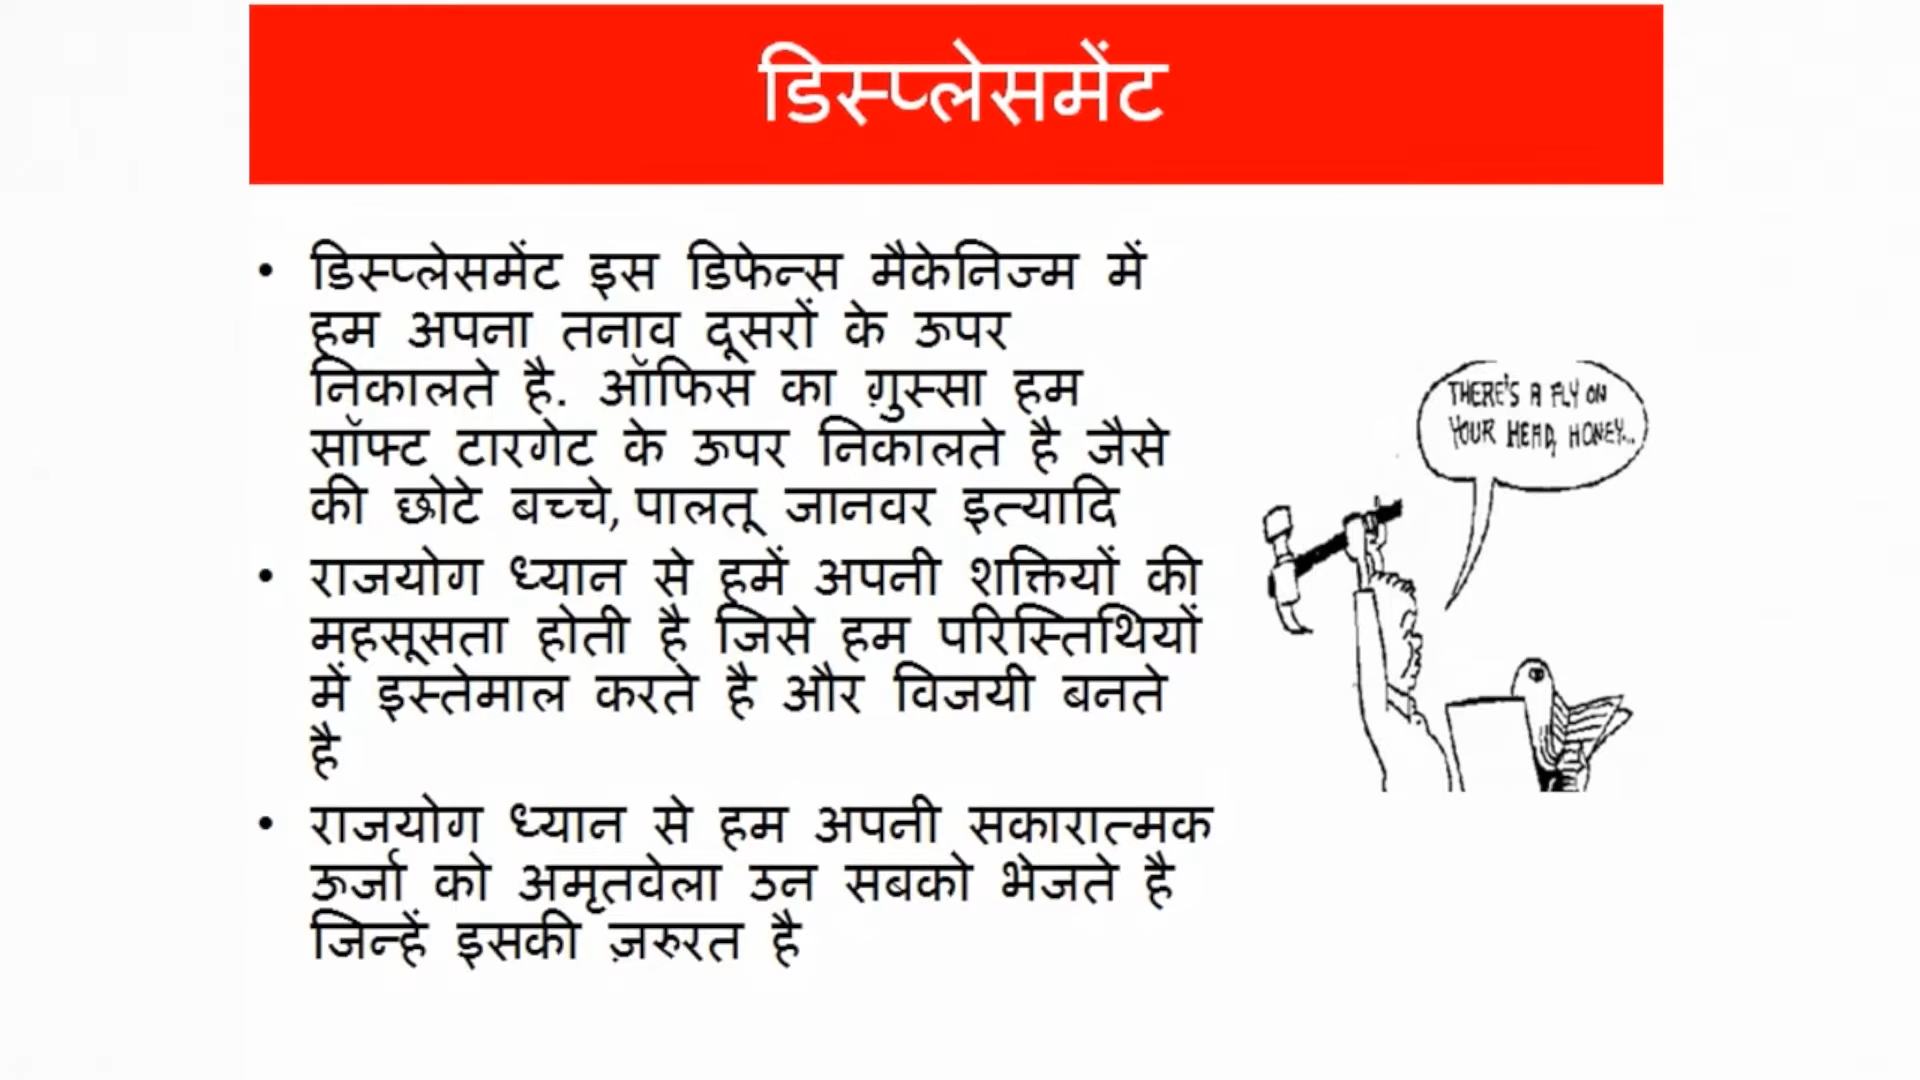 डिस्प्लेसमेंट
• डिस्प्लेसमेंट इस डिफेन्स मैकेनिज्म में
हम अपना तनाव दूसरों के ऊपर
निकालते है. ऑफिस का ग़ुस्सा हम
सॉफ्ट टारगेट के ऊपर निकालते है जैसे
की छोटे बच्चे, पालतू जानवर इत्यादि
• राजयोग ध्यान से हमें अपनी शक्तियों की
महसूसता होती है जिसे हम परिस्तिथियों
में इस्तेमाल करते है और विजयी बनते
है
• राजयोग ध्यान से हम अपनी सकारात्मक
ऊर्जा को अमृतवेला उन सबको भेजते है
जिन्हें इसकी ज़रुरत है
THERE'S A FLY ON
YOUR HEAD, HONEY...